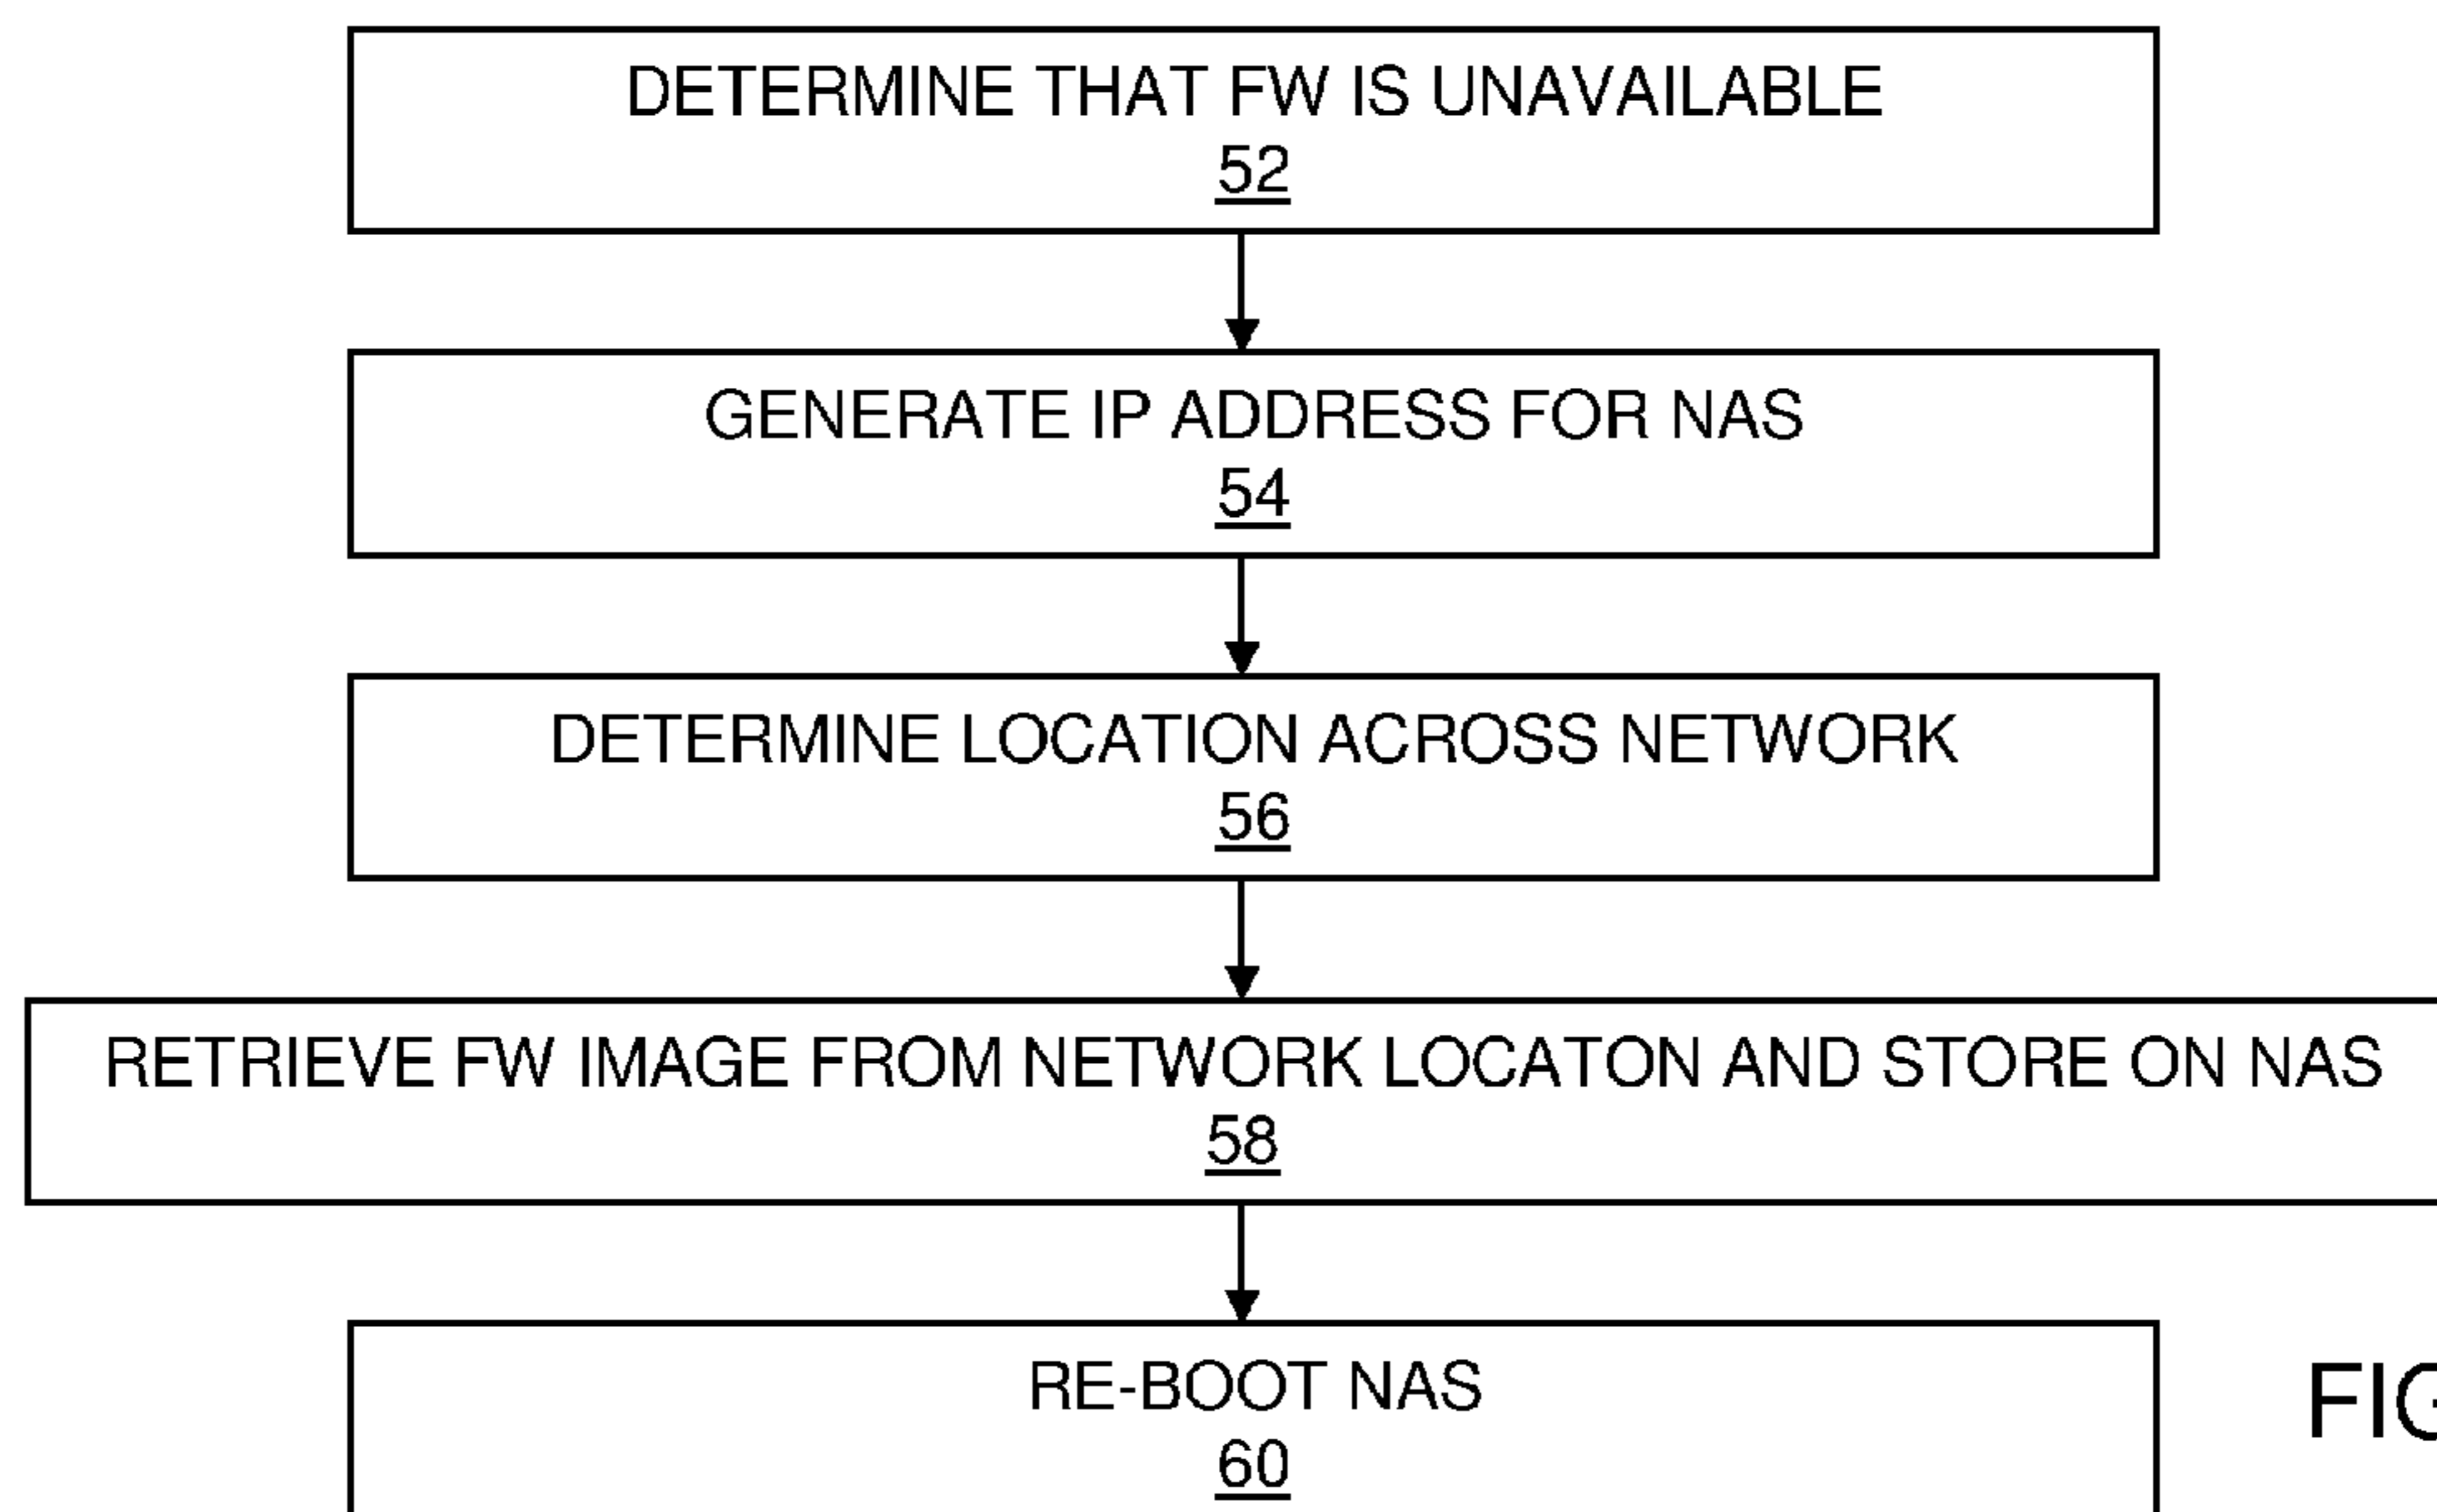 DETERMINE THAT FW IS UNAVAILABLE
52
GENERATE IP ADDRESS FOR NAS
54
DETERMINE LOCATION ACROSS NETWORK
56
RETRIEVE FW IMAGE FROM NETWORK LOCATON AND STORE ON NAS
58
RE-BOOT NAS
60
FIG